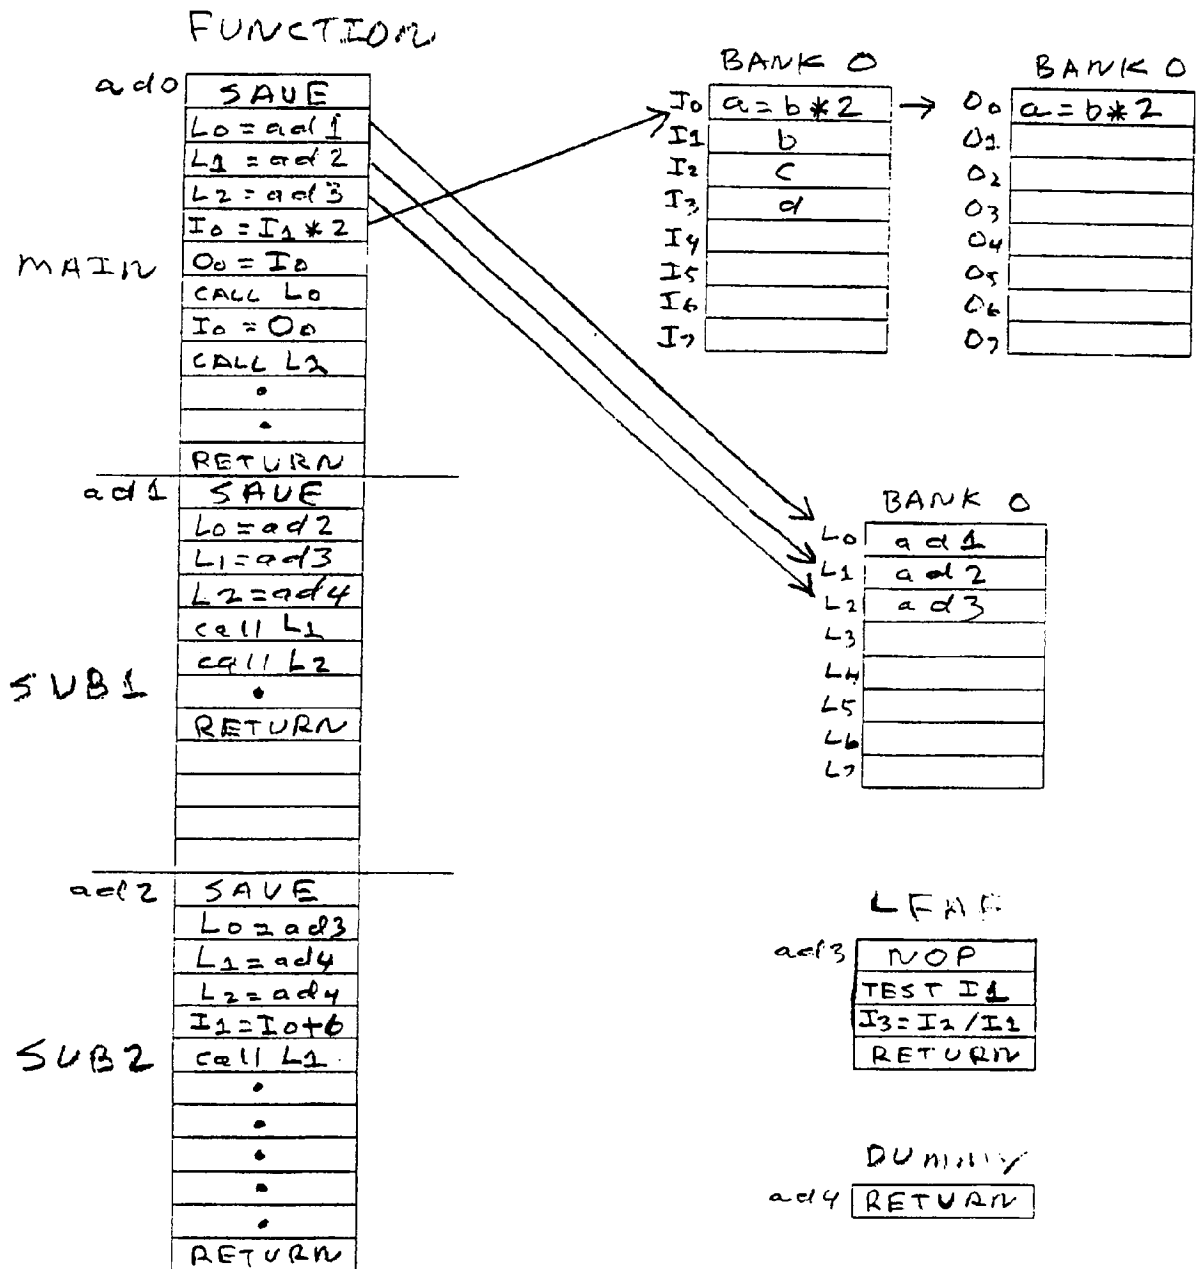 FUNCTION
MAIN
ad0 SAVE
L0 = ad1
L1 = ad2
L2 = ad3
I0 = I1 * 2
O0 = I0
CALL L0
I0 = O0
CALL L2
•
•
RETURN
SUB1
ad1 SAVE
L0 = ad2
L1 = ad3
L2 = ad4
call L1
call L2
•
RETURN
SUB2
ad2 SAVE
L0 = ad3
L1 = ad4
L2 = ad4
I1 = I0 + 6
call L1
•
•
•
•
•
RETURN
BANK 0
I0 a = b * 2
I1 b
I2 c
I3 d
I4
I5
I6
I7
BANK 0
O0 a = b * 2
O1
O2
O3
O4
O5
O6
O7
BANK 0
L0 ad1
L1 ad2
L2 ad3
L3
L4
L5
L6
L7
LEAF
ad3 NOP
TEST I1
I3 = I2 / I1
RETURN
DUMMY
ad4 RETURN